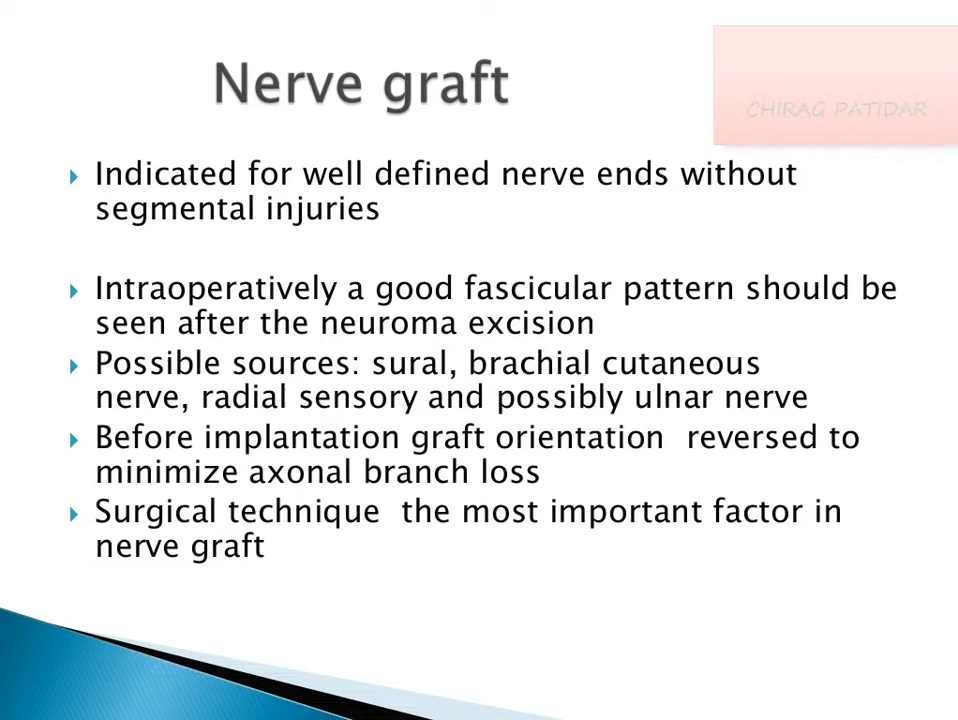 Nerve graft
CHIRAG PATIDAR
Indicated for well defined nerve ends without
segmental injuries
Intraoperatively a good fascicular pattern should be
seen after the neuroma excision
Possible sources: sural, brachial cutaneous
nerve, radial sensory and possibly ulnar nerve
Before implantation graft orientation  reversed to
minimize axonal branch loss
Surgical technique  the most important factor in
nerve graft